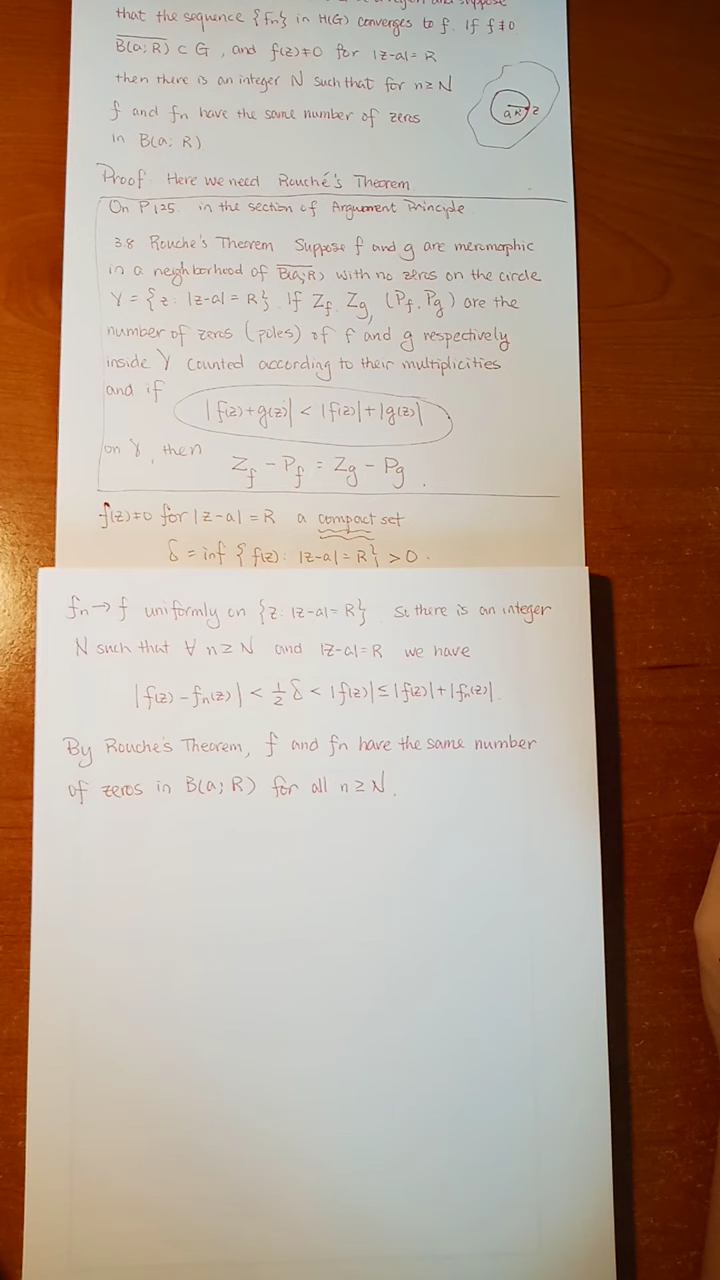 and suppose
that the sequence {fn} in H(G) converges to f. If f≢0
B̅(̅a̅;̅ ̅R̅)̅ ⊂ G, and f(z)≠0 for |z-a| = R
then there is an integer N such that for n≥N
f and fn have the same number of zeros
in B(a; R)
a R z
Proof. Here we need Rouché's Theorem
On P125 in the section of Argument Principle
3.8 Rouche's Theorem Suppose f and g are meromorphic
in a neighborhood of B̅(̅a̅;̅R̅)̅ with no zeros on the circle
γ = {z: |z-a| = R}. If Zf, Zg, (Pf, Pg) are the
number of zeros (poles) of f and g respectively
inside γ counted according to their multiplicities
and if
|f(z)+g(z)| < |f(z)|+|g(z)|
on γ, then
Zf - Pf = Zg - Pg.
f(z)≠0 for |z-a| = R a compact set
δ = inf {f(z): |z-a| = R} > 0.
fn → f uniformly on {z: |z-a| = R}. So there is an integer
N such that ∀ n ≥ N and |z-a| = R we have
|f(z) - fn(z)| < ½ δ < |f(z)| ≤ |f(z)| + |fn(z)|.
By Rouche's Theorem, f and fn have the same number
of zeros in B(a; R) for all n ≥ N.